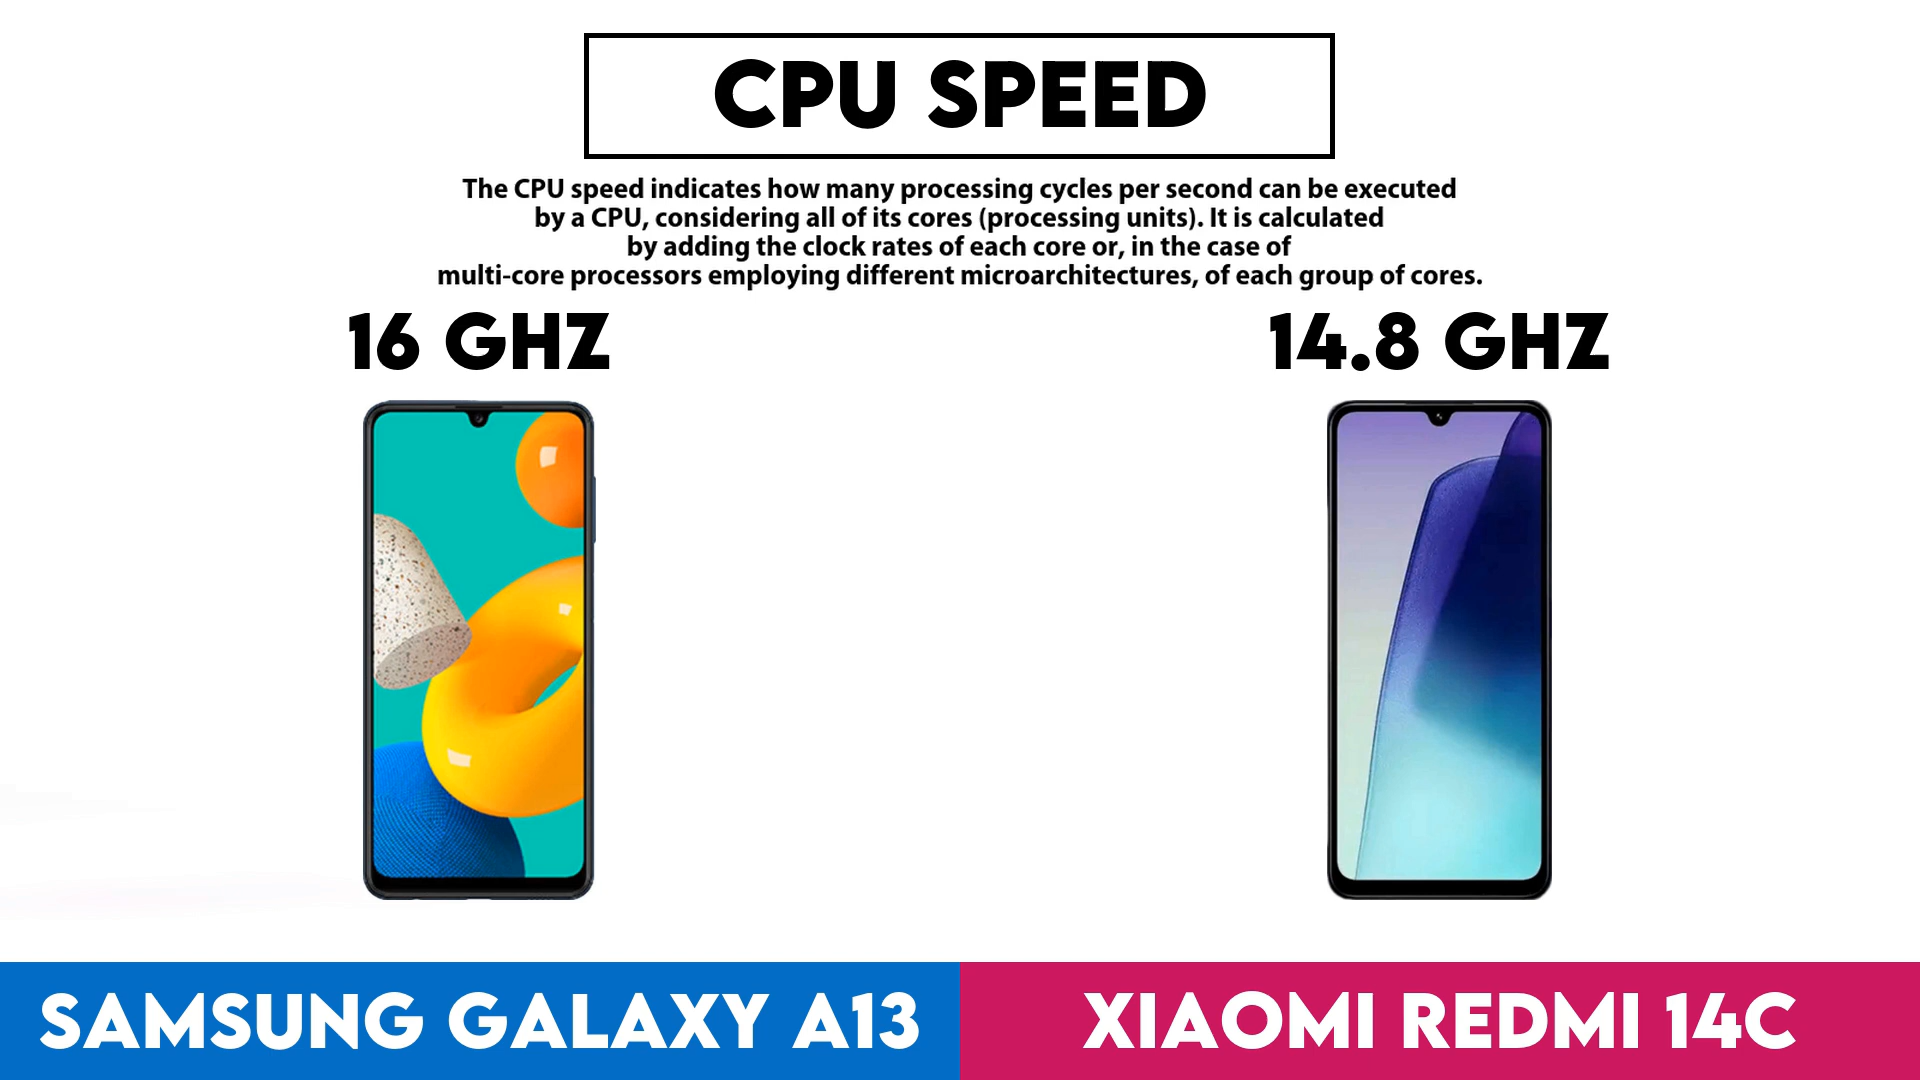 CPU SPEED
The CPU speed indicates how many processing cycles per second can be executed
by a CPU, considering all of its cores (processing units). It is calculated
by adding the clock rates of each core or, in the case of
multi-core processors employing different microarchitectures, of each group of cores.
16 GHZ
14.8 GHZ
SAMSUNG GALAXY A13
XIAOMI REDMI 14C